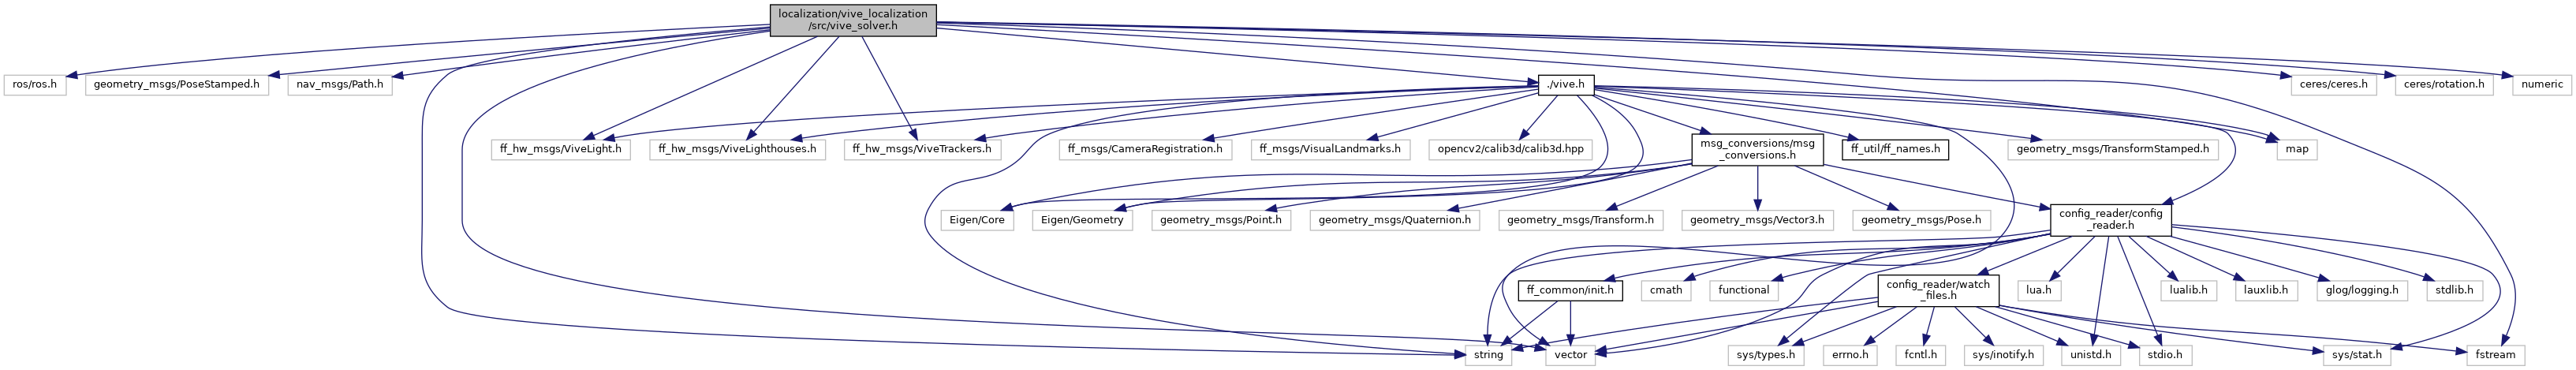 localization/vive_localization
/src/vive_solver.h
ros/ros.h
geometry_msgs/PoseStamped.h
nav_msgs/Path.h
./vive.h
ceres/ceres.h
ceres/rotation.h
numeric
ff_hw_msgs/ViveLight.h
ff_hw_msgs/ViveLighthouses.h
ff_hw_msgs/ViveTrackers.h
ff_msgs/CameraRegistration.h
ff_msgs/VisualLandmarks.h
opencv2/calib3d/calib3d.hpp
msg_conversions/msg
_conversions.h
ff_util/ff_names.h
geometry_msgs/TransformStamped.h
map
Eigen/Core
Eigen/Geometry
geometry_msgs/Point.h
geometry_msgs/Quaternion.h
geometry_msgs/Transform.h
geometry_msgs/Vector3.h
geometry_msgs/Pose.h
config_reader/config
_reader.h
ff_common/init.h
cmath
functional
config_reader/watch
_files.h
lua.h
lualib.h
lauxlib.h
glog/logging.h
stdlib.h
string
vector
sys/types.h
errno.h
fcntl.h
sys/inotify.h
unistd.h
stdio.h
sys/stat.h
fstream